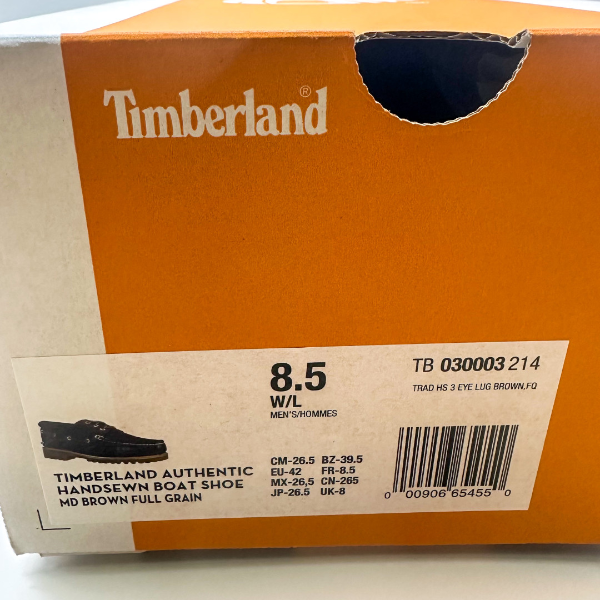 Timberland®
8.5
W/L
MEN'S/HOMMES
TB 030003 214
TRAD HS 3 EYE LUG BROWN,FQ
TIMBERLAND AUTHENTIC
HANDSEWN BOAT SHOE
MD BROWN FULL GRAIN
CM-26.5 BZ-39.5
EU-42 FR-8.5
MX-26,5 CN-265
JP-26.5 UK-8
0 00906 65455 0